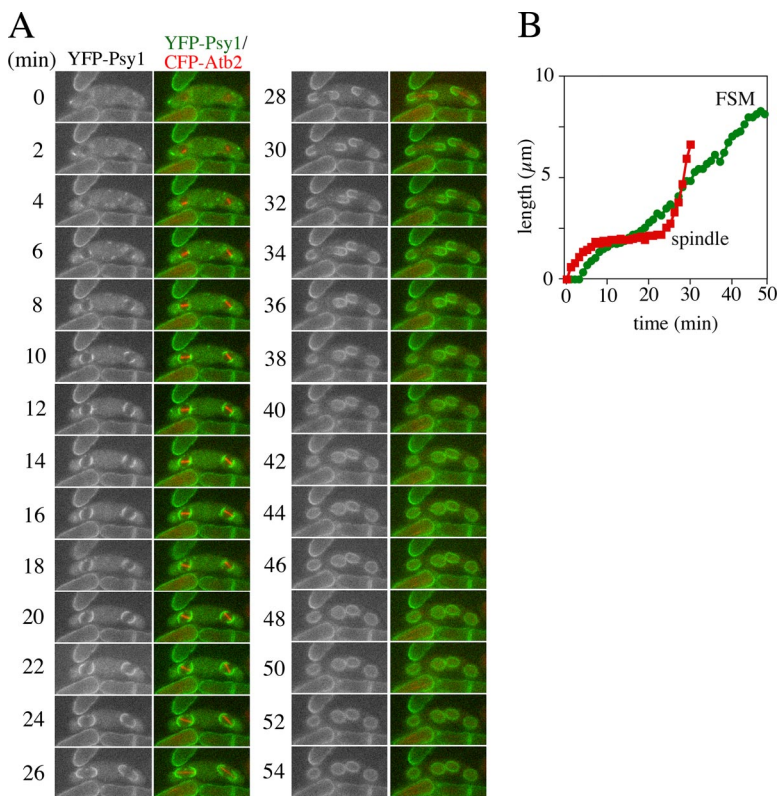 A
B
(min)
YFP-Psy1
YFP-Psy1/
CFP-Atb2
0
2
4
6
8
10
12
14
16
18
20
22
24
26
28
30
32
34
36
38
40
42
44
46
48
50
52
54
10
5
0
length (µm)
FSM
spindle
0 10 20 30 40 50
time (min)